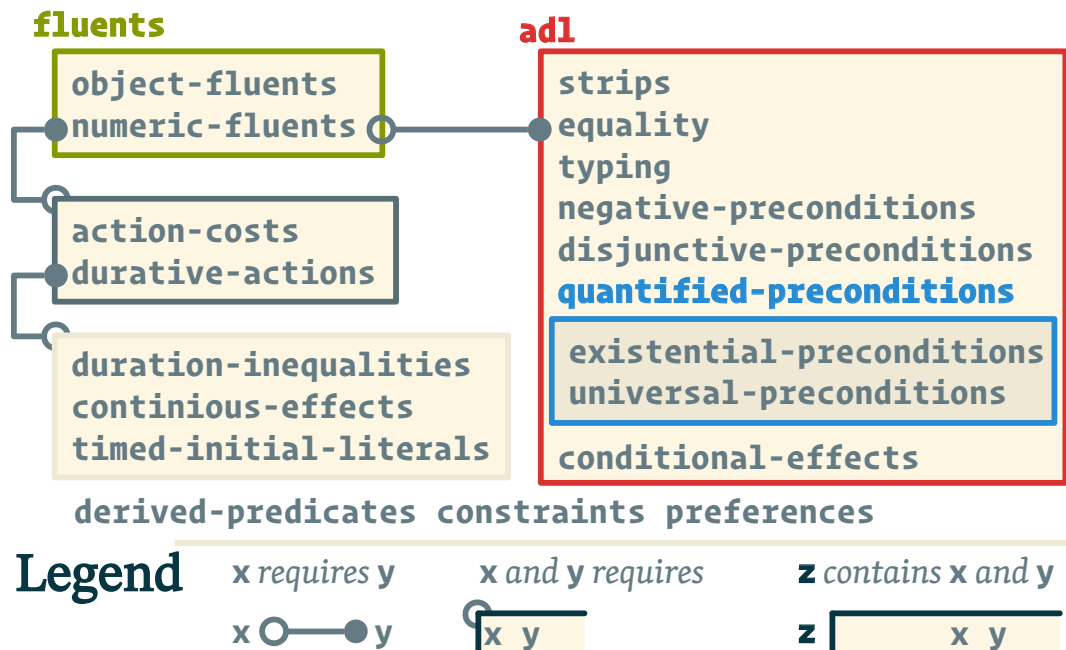 fluents
object-fluents
numeric-fluents
action-costs
durative-actions
duration-inequalities
continious-effects
timed-initial-literals
adl
strips
equality
typing
negative-preconditions
disjunctive-preconditions
quantified-preconditions
existential-preconditions
universal-preconditions
conditional-effects
derived-predicates constraints preferences
Legend
x requires y
x y
x and y requires
x y
z contains x and y
z x y